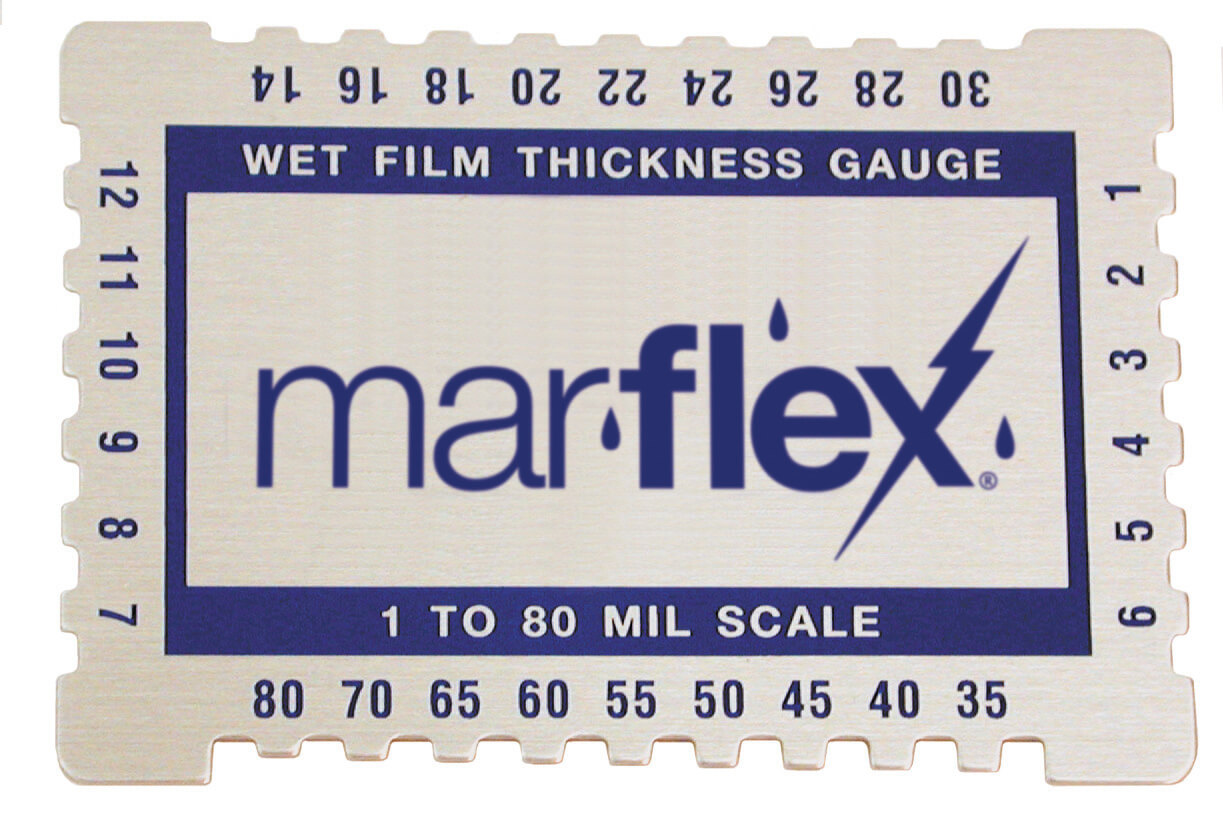 14 16 18 20 22 24 26 28 30
WET FILM THICKNESS GAUGE
12 11 10 9 8 7
marflex®
1 2 3 4 5 6
1 TO 80 MIL SCALE
80 70 65 60 55 50 45 40 35